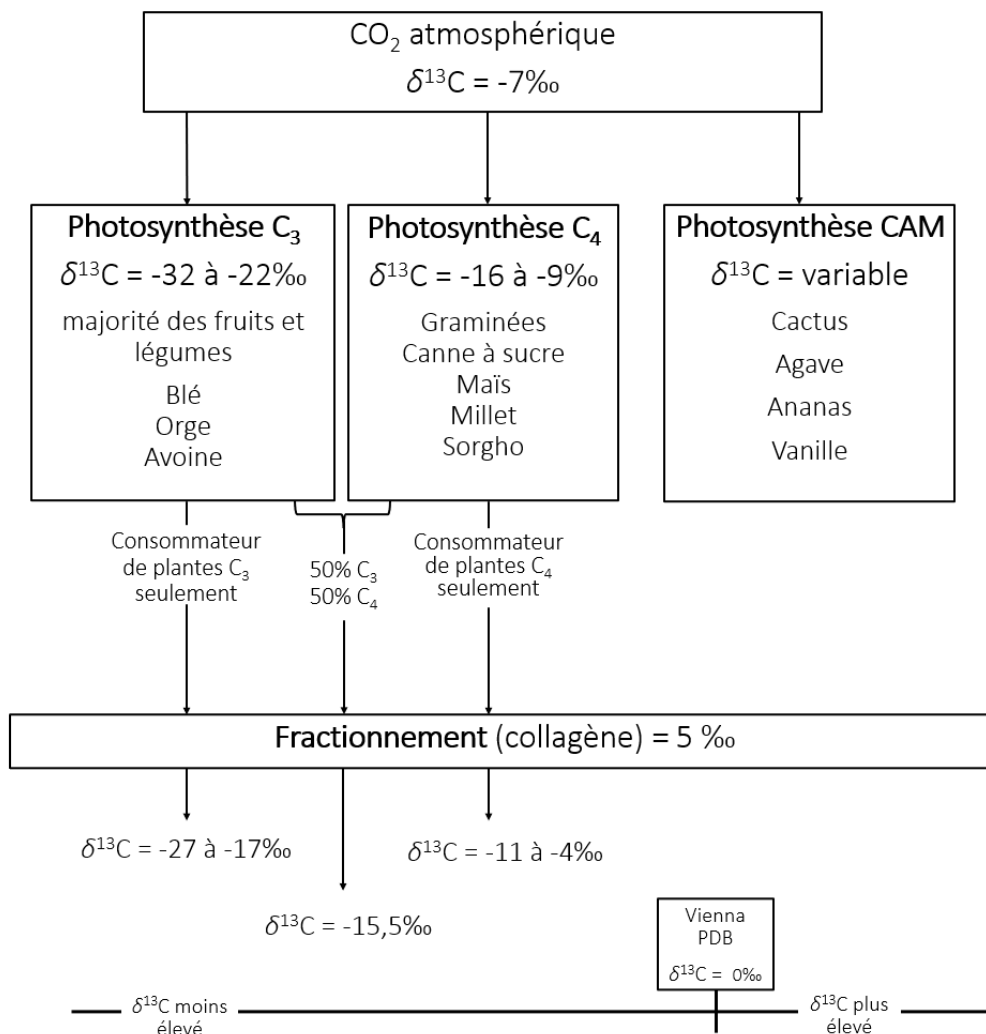 CO₂ atmosphérique
δ¹³C = -7‰
Photosynthèse C₃
δ¹³C = -32 à -22‰
majorité des fruits et
légumes
Blé
Orge
Avoine
Photosynthèse C₄
δ¹³C = -16 à -9‰
Graminées
Canne à sucre
Maïs
Millet
Sorgho
Photosynthèse CAM
δ¹³C = variable
Cactus
Agave
Ananas
Vanille
Consommateur
de plantes C₃
seulement
50% C₃
50% C₄
Consommateur
de plantes C₄
seulement
Fractionnement (collagène) = 5 ‰
δ¹³C = -27 à -17‰
δ¹³C = -11 à -4‰
δ¹³C = -15,5‰
Vienna
PDB
δ¹³C = 0‰
δ¹³C moins
élevé
δ¹³C plus
élevé